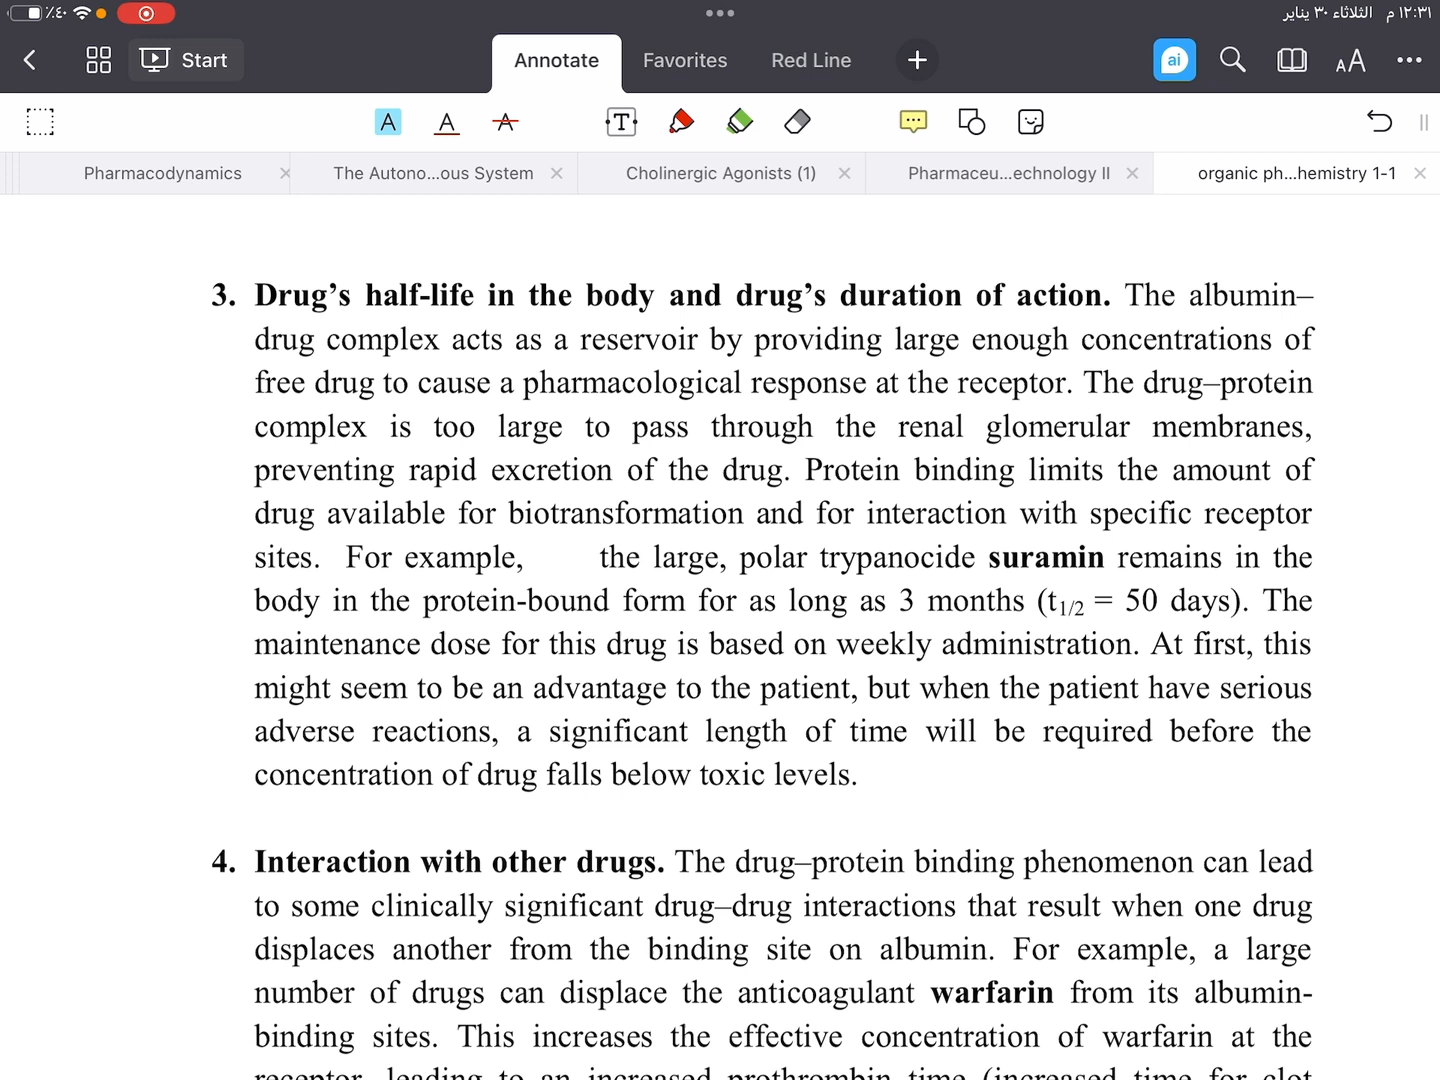 ٪٤٠
١٢:٣١ م الثلاثاء ٣٠ يناير
Start
Annotate
Favorites
Red Line
ai
AA
A
A
A
T
Pharmacodynamics
The Autono...ous System
Cholinergic Agonists (1)
Pharmaceu...echnology II
organic ph...hemistry 1-1
3. Drug's half-life in the body and drug's duration of action. The albumin–
drug complex acts as a reservoir by providing large enough concentrations of
free drug to cause a pharmacological response at the receptor. The drug–protein
complex is too large to pass through the renal glomerular membranes,
preventing rapid excretion of the drug. Protein binding limits the amount of
drug available for biotransformation and for interaction with specific receptor
sites. For example, the large, polar trypanocide suramin remains in the
body in the protein-bound form for as long as 3 months (t1/2 = 50 days). The
maintenance dose for this drug is based on weekly administration. At first, this
might seem to be an advantage to the patient, but when the patient have serious
adverse reactions, a significant length of time will be required before the
concentration of drug falls below toxic levels.
4. Interaction with other drugs. The drug–protein binding phenomenon can lead
to some clinically significant drug–drug interactions that result when one drug
displaces another from the binding site on albumin. For example, a large
number of drugs can displace the anticoagulant warfarin from its albumin-
binding sites. This increases the effective concentration of warfarin at the
receptor, leading to an increased prothrombin time (increased time for clot